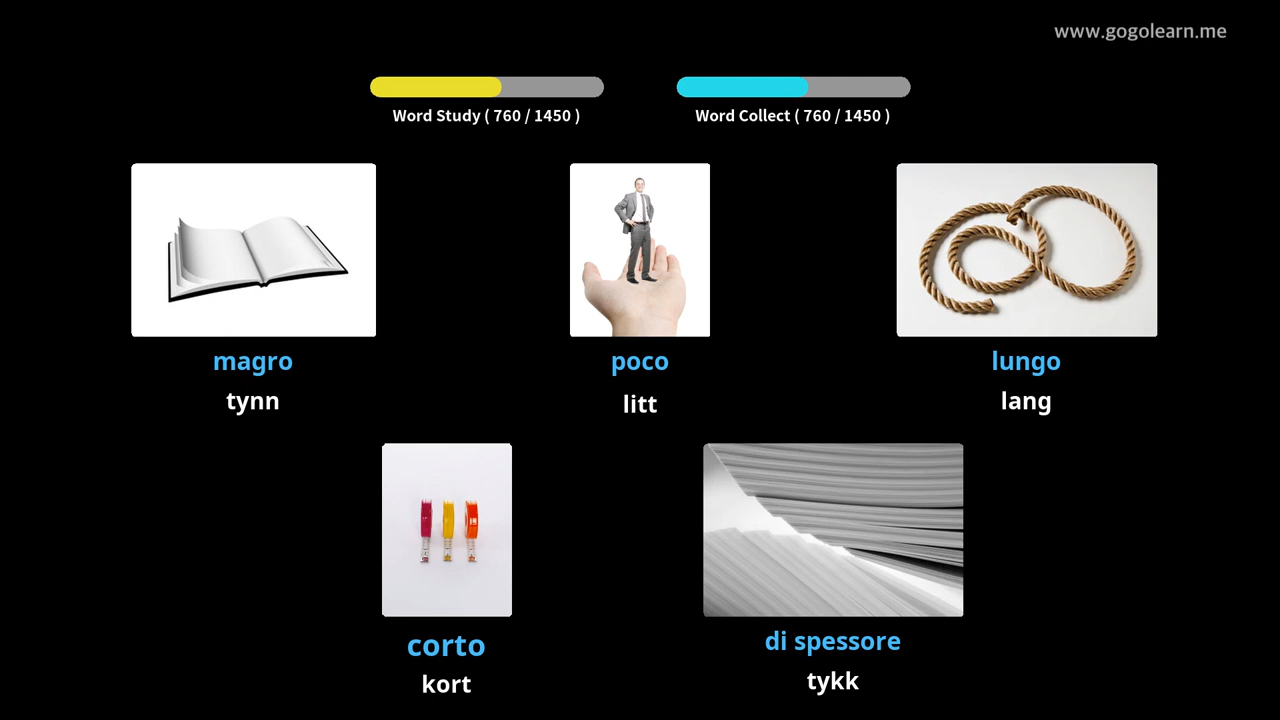 www.gogolearn.me
Word Study ( 760 / 1450 )
Word Collect ( 760 / 1450 )
magro
tynn
poco
litt
lungo
lang
corto
kort
di spessore
tykk